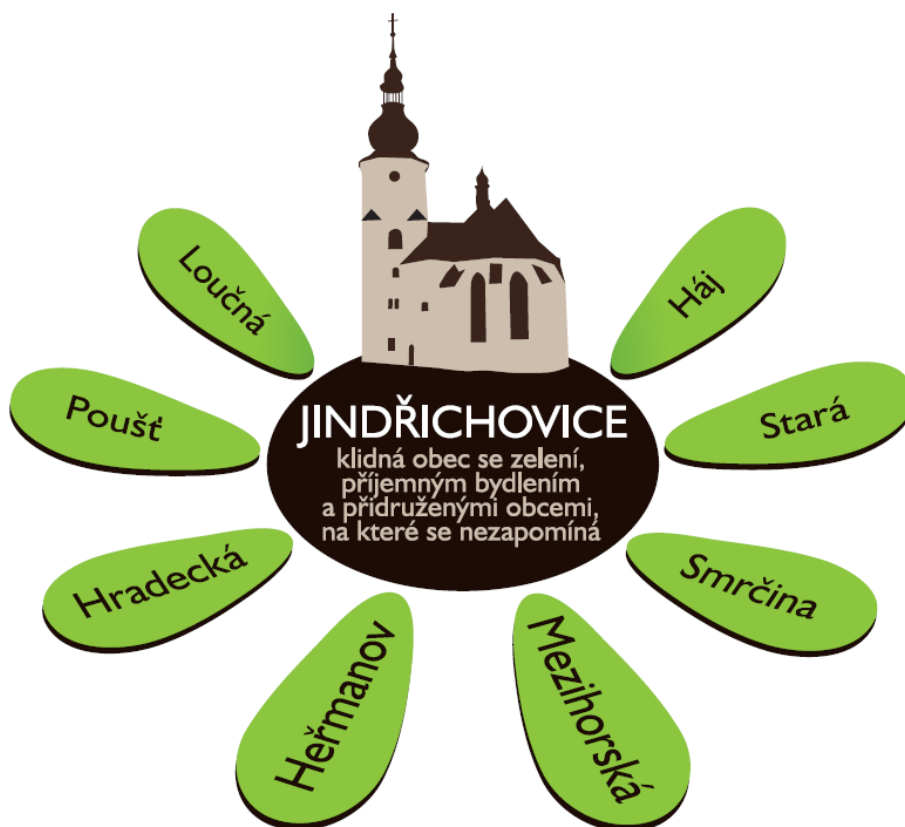 Loučná
Háj
Poušť
Stará
JINDŘICHOVICE
klidná obec se zelení,
příjemným bydlením
a přidruženými obcemi,
na které se nezapomíná
Hradecká
Smrčina
Heřmanov
Mezihorská